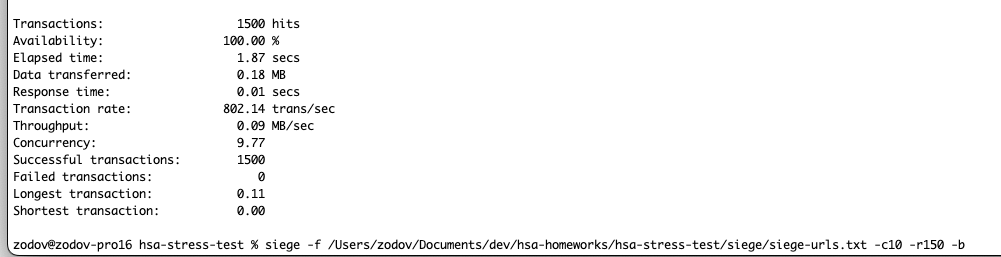 Transactions: 1500 hits
Availability: 100.00 %
Elapsed time: 1.87 secs
Data transferred: 0.18 MB
Response time: 0.01 secs
Transaction rate: 802.14 trans/sec
Throughput: 0.09 MB/sec
Concurrency: 9.77
Successful transactions: 1500
Failed transactions: 0
Longest transaction: 0.11
Shortest transaction: 0.00
zodov@zodov-pro16 hsa-stress-test % siege -f /Users/zodov/Documents/dev/hsa-homeworks/hsa-stress-test/siege/siege-urls.txt -c10 -r150 -b